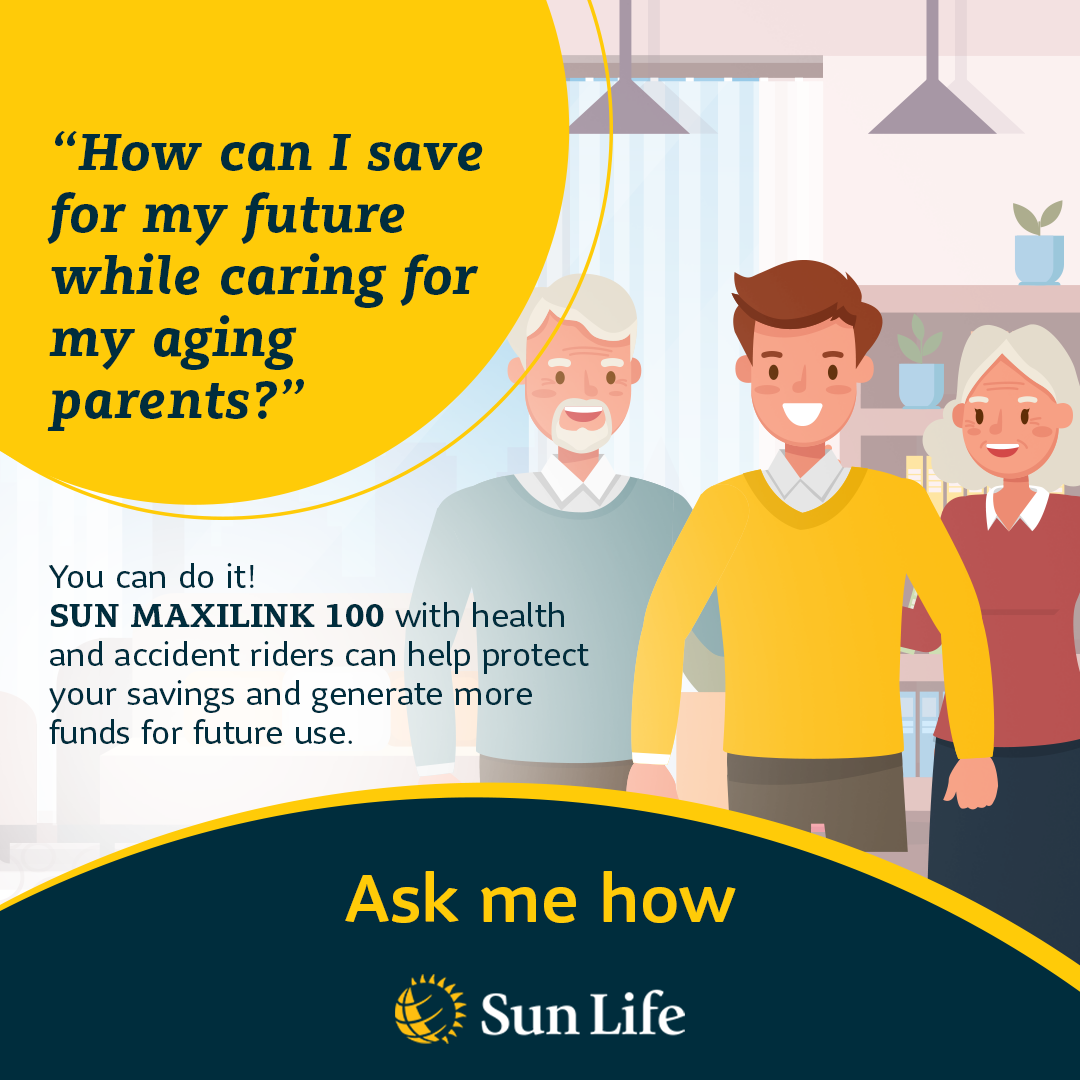 “How can I save
for my future
while caring for
my aging
parents?”
You can do it!
SUN MAXILINK 100 with health
and accident riders can help protect
your savings and generate more
funds for future use.
Ask me how
Sun Life